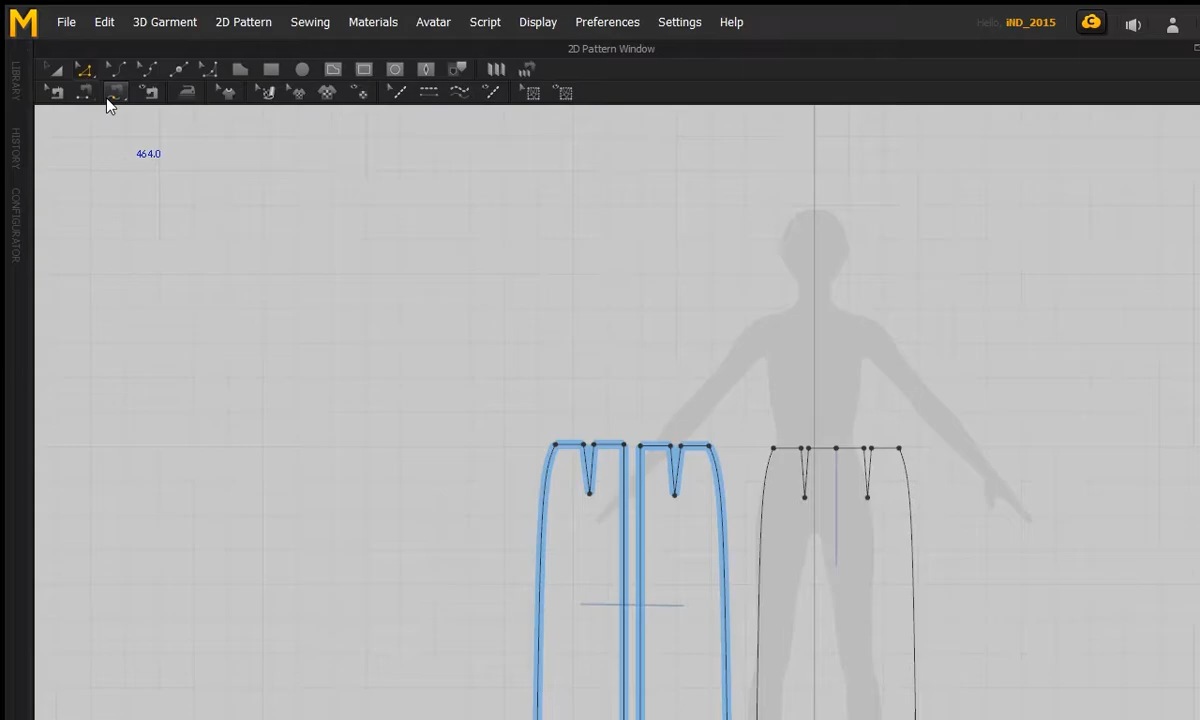 M File Edit 3D Garment 2D Pattern Sewing Materials Avatar Script Display Preferences Settings Help Hello, iND_2015
2D Pattern Window
LIBRARY
HISTORY
CONFIGURATOR
464.0